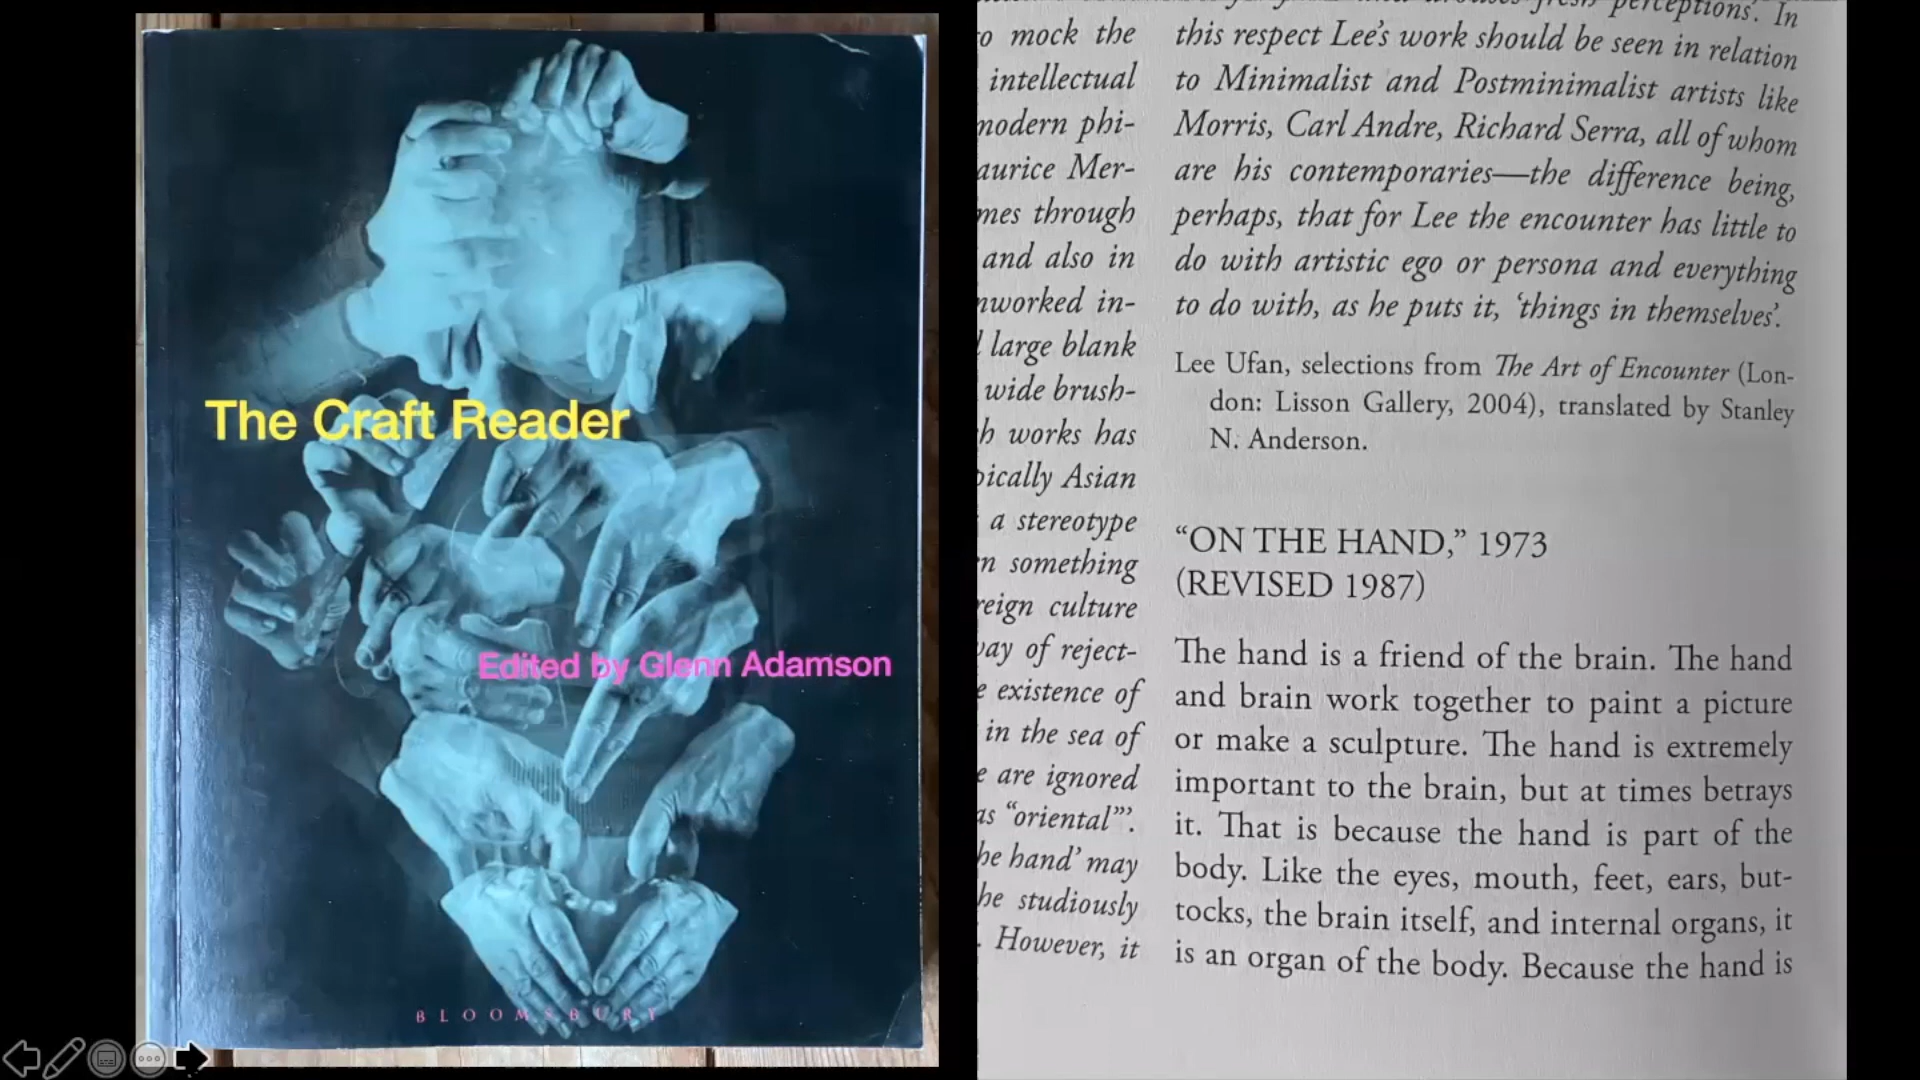 The Craft Reader
Edited by Glenn Adamson
BLOOMSBURY
o mock the
intellectual
modern phi-
aurice Mer-
mes through
and also in
nworked in-
large blank
wide brush-
h works has
pically Asian
a stereotype
n something
reign culture
way of reject-
e existence of
in the sea of
e are ignored
as “oriental”’.
he hand’ may
he studiously
. However, it
fresh perceptions’. In
this respect Lee’s work should be seen in relation
to Minimalist and Postminimalist artists like
Morris, Carl Andre, Richard Serra, all of whom
are his contemporaries—the difference being,
perhaps, that for Lee the encounter has little to
do with artistic ego or persona and everything
to do with, as he puts it, ‘things in themselves’.
Lee Ufan, selections from The Art of Encounter (Lon-
don: Lisson Gallery, 2004), translated by Stanley
N. Anderson.
“ON THE HAND,” 1973
(REVISED 1987)
The hand is a friend of the brain. The hand
and brain work together to paint a picture
or make a sculpture. The hand is extremely
important to the brain, but at times betrays
it. That is because the hand is part of the
body. Like the eyes, mouth, feet, ears, but-
tocks, the brain itself, and internal organs, it
is an organ of the body. Because the hand is